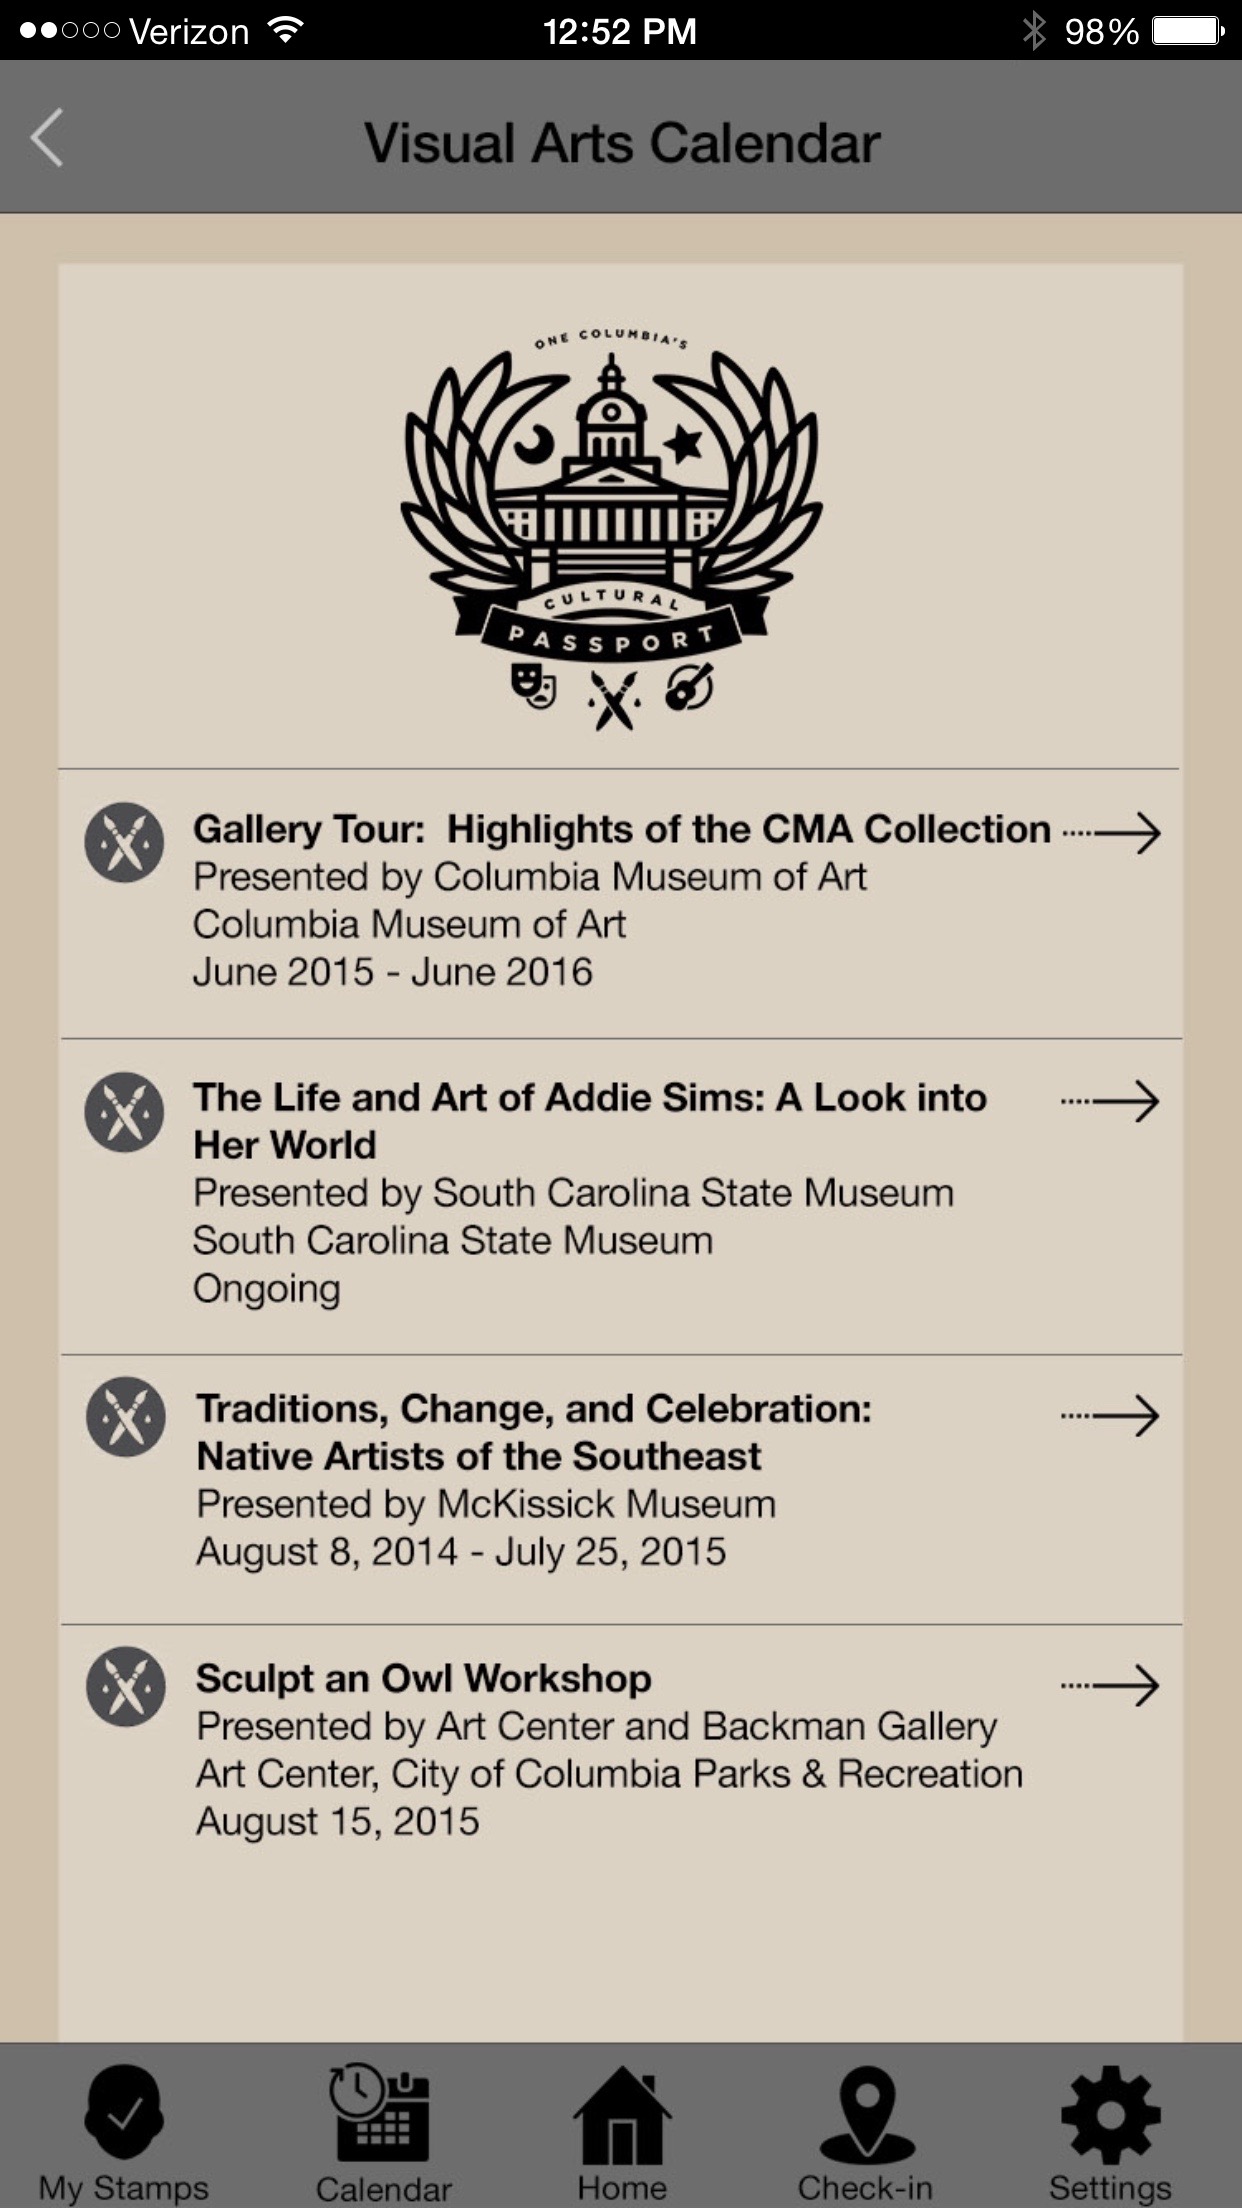 Verizon 12:52 PM 98%
Visual Arts Calendar
ONE COLUMBIA'S
CULTURAL
PASSPORT
Gallery Tour:  Highlights of the CMA Collection
Presented by Columbia Museum of Art
Columbia Museum of Art
June 2015 - June 2016
The Life and Art of Addie Sims: A Look into
Her World
Presented by South Carolina State Museum
South Carolina State Museum
Ongoing
Traditions, Change, and Celebration:
Native Artists of the Southeast
Presented by McKissick Museum
August 8, 2014 - July 25, 2015
Sculpt an Owl Workshop
Presented by Art Center and Backman Gallery
Art Center, City of Columbia Parks & Recreation
August 15, 2015
My Stamps Calendar Home Check-in Settings